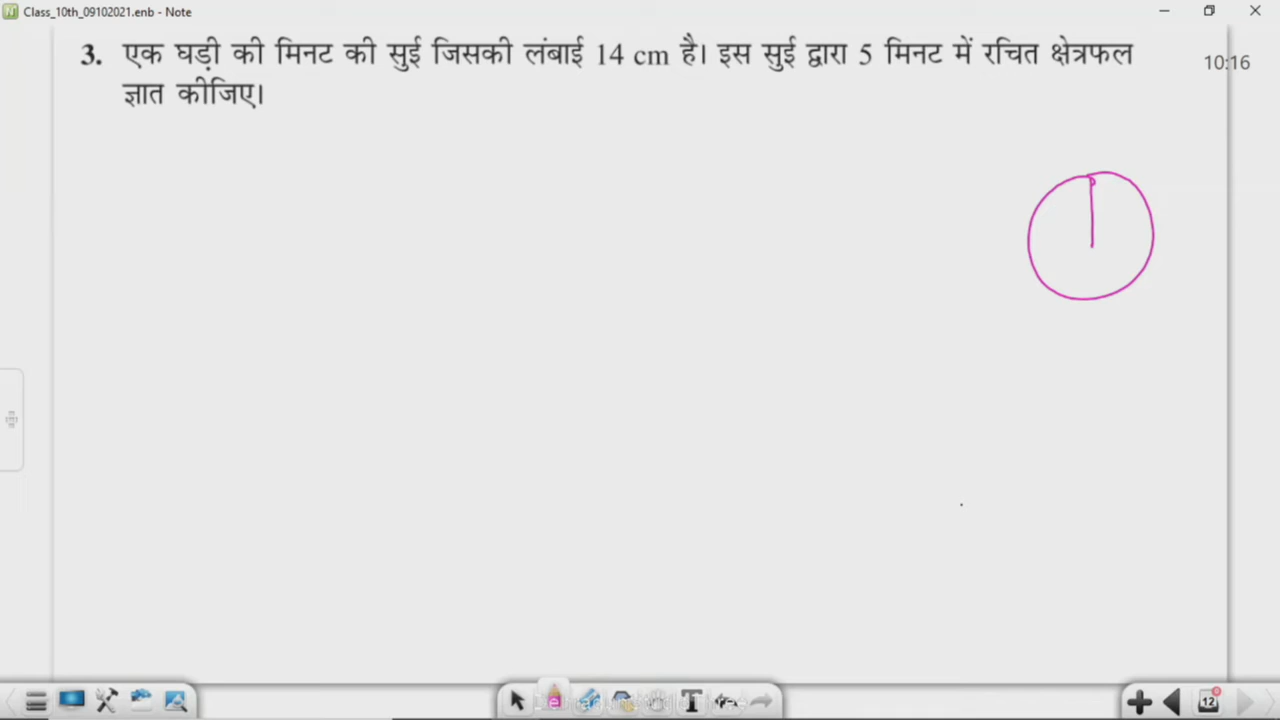 Class_10th_09102021.enb - Note
3. एक घड़ी की मिनट की सुई जिसकी लंबाई 14 cm है। इस सुई द्वारा 5 मिनट में रचित क्षेत्रफल
ज्ञात कीजिए।
10:16
12